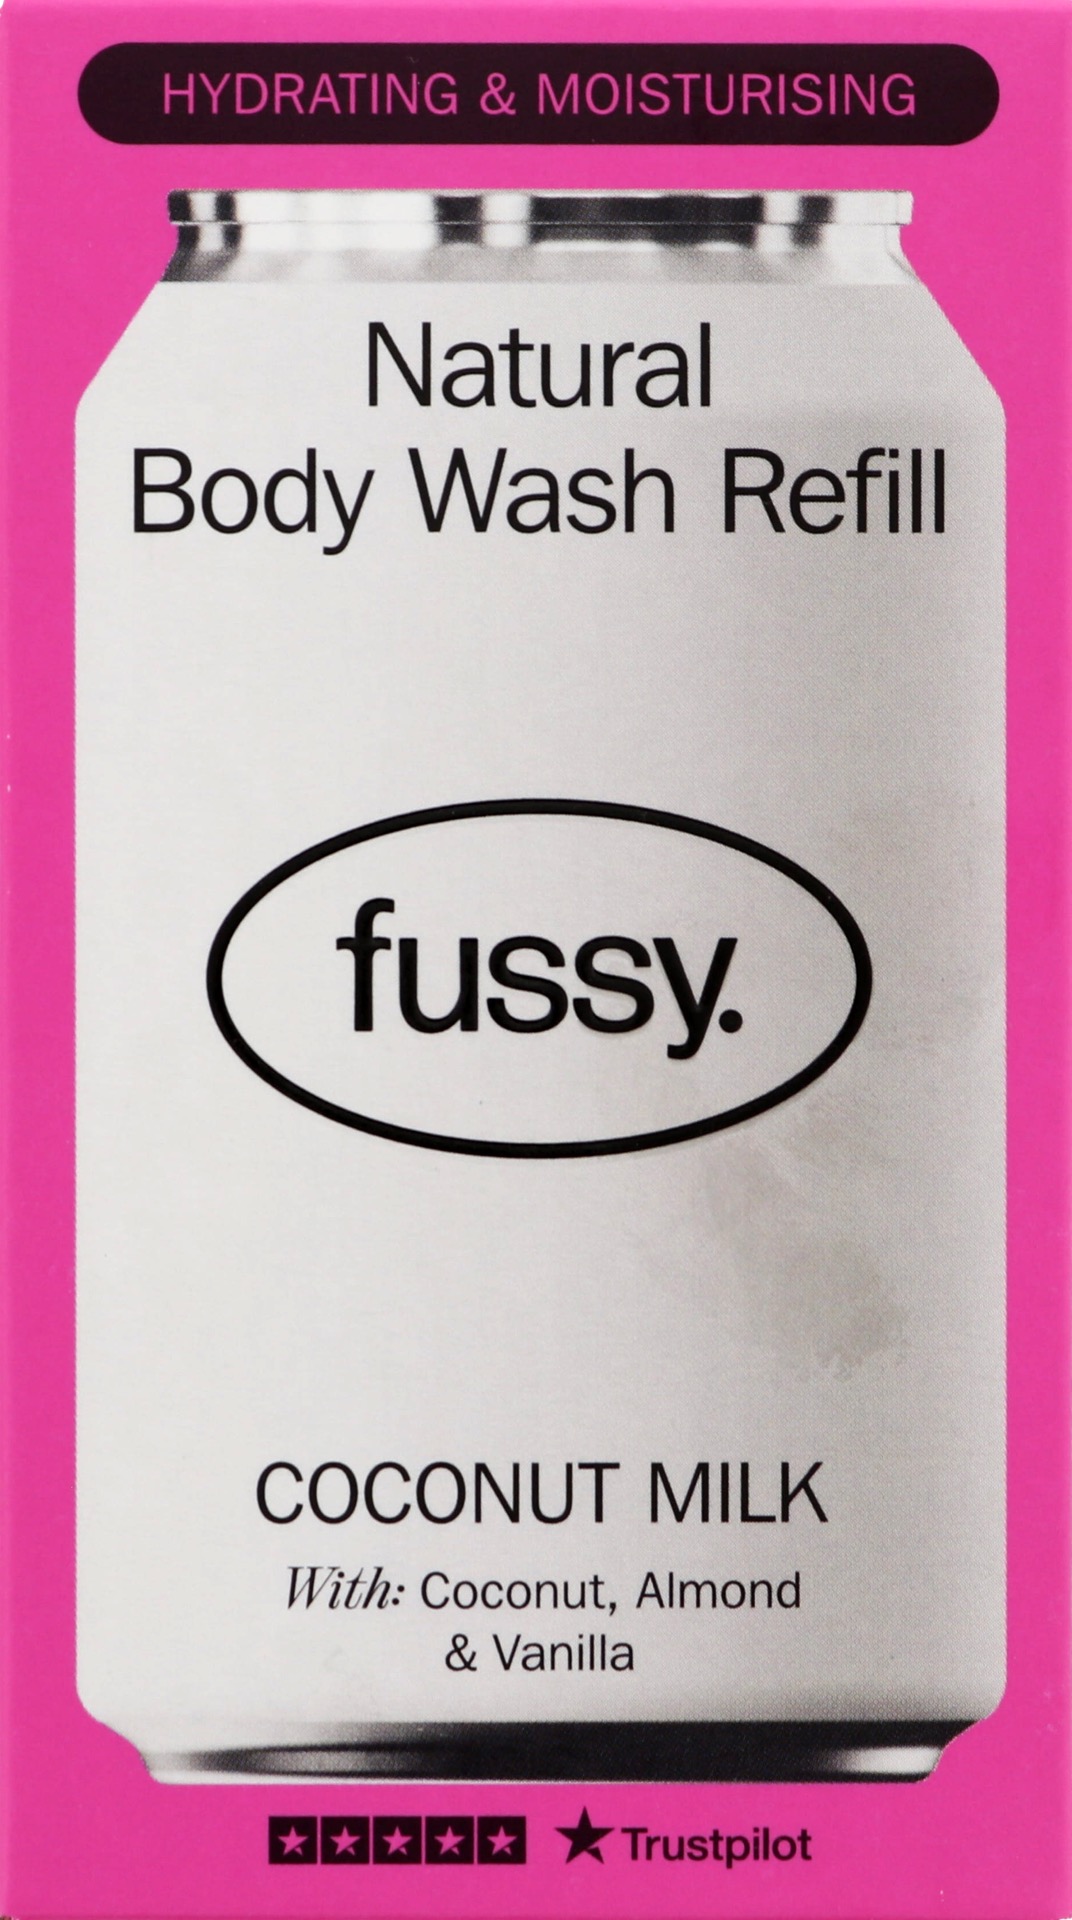 HYDRATING & MOISTURISING
Natural
Body Wash Refill
fussy.
COCONUT MILK
With: Coconut, Almond
& Vanilla
Trustpilot